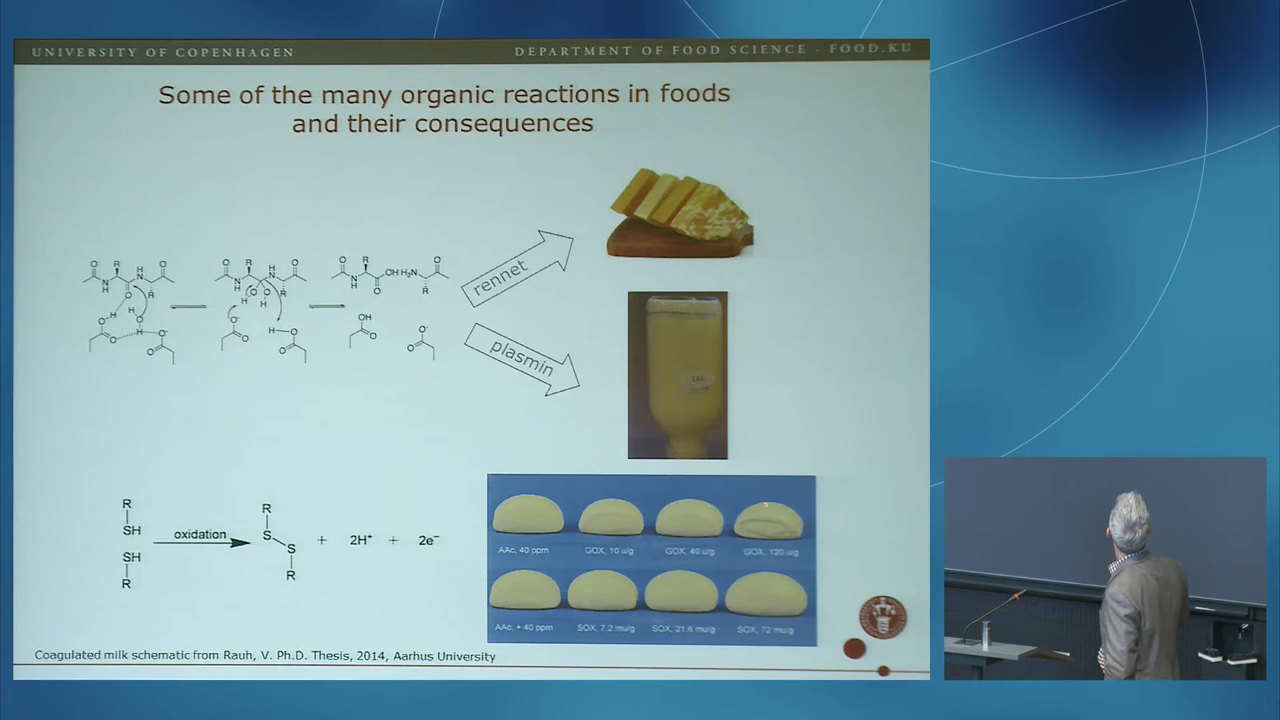 UNIVERSITY OF COPENHAGEN
DEPARTMENT OF FOOD SCIENCE - FOOD.KU
Some of the many organic reactions in foods
and their consequences
rennet
plasmin
R
SH
SH
R
oxidation
R
S
S
R
+ 2H⁺ + 2e⁻
AAc, 40 ppm
GOX, 10 u/g
GOX, 40 u/g
GOX, 120 u/g
AAc, + 40 ppm
SOX, 7.2 mu/g
SOX, 21.6 mu/g
SOX, 72 mu/g
Coagulated milk schematic from Rauh, V. Ph.D. Thesis, 2014, Aarhus University